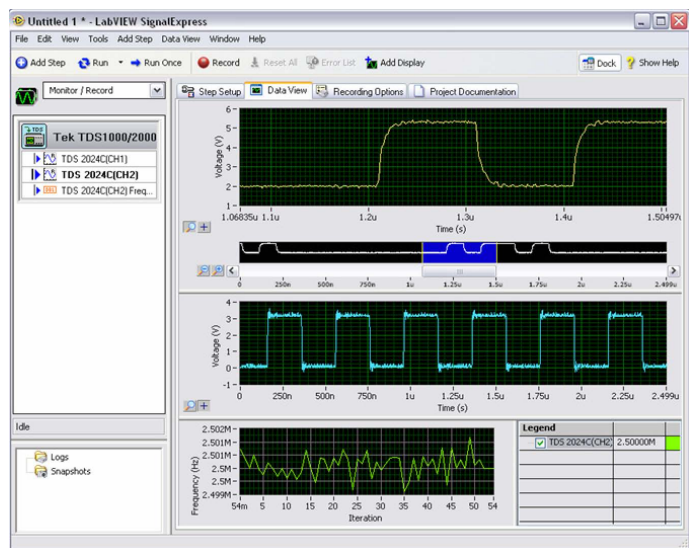 Untitled 1 * - LabVIEW SignalExpress
File Edit View Tools Add Step Data View Window Help
Add Step Run Run Once Record Reset All Error List Add Display Dock Show Help
Monitor / Record
Tek TDS1000/2000
TDS 2024C(CH1)
TDS 2024C(CH2)
TDS 2024C(CH2) Freq...
Idle
Logs
Snapshots
Step Setup Data View Recording Options Project Documentation
Voltage (V)
6
5
4
3
2
1
1.06835u 1.1u 1.2u 1.3u 1.4u 1.50497u
Time (s)
0 250n 500n 750n 1u 1.25u 1.5u 1.75u 2u 2.25u 2.499u
Voltage (V)
4
3
2
1
0
-1
0 250n 500n 750n 1u 1.25u 1.5u 1.75u 2u 2.25u 2.499u
Time (s)
Frequency (Hz)
2.502M
2.501M
2.501M
2.5M
2.5M
2.499M
54m 5 10 15 20 25 30 35 40 45 50 54
Iteration
Legend
TDS 2024C(CH2) 2.50000M